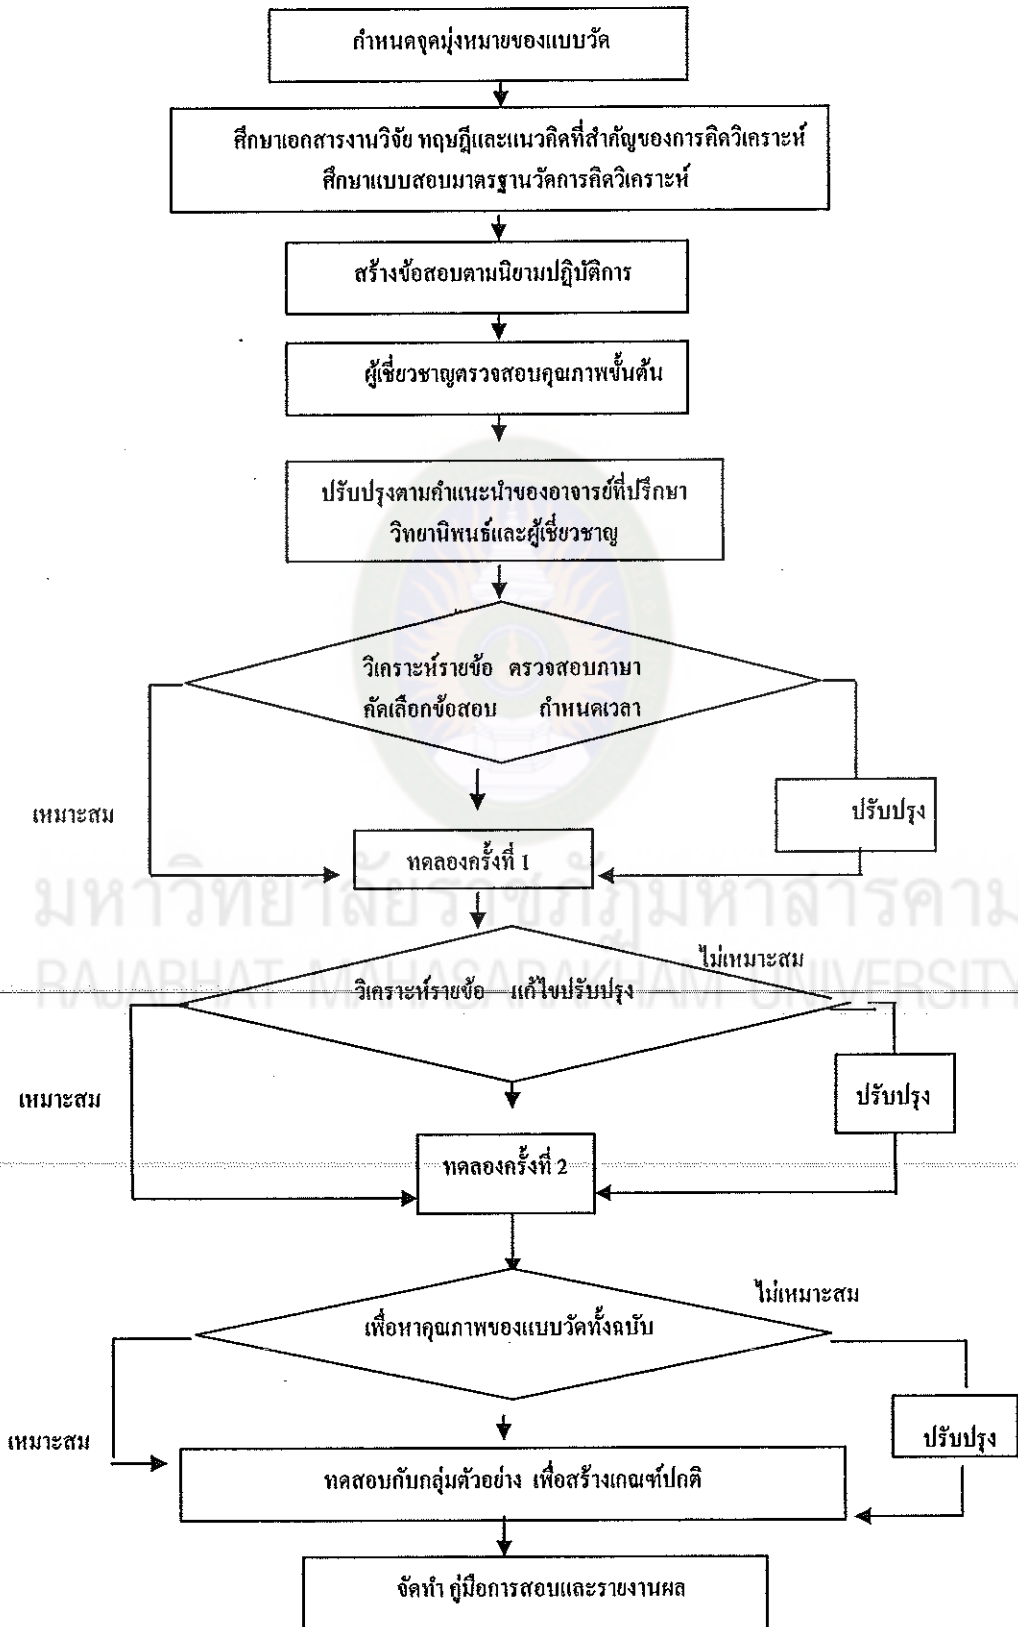 กำหนดจุดมุ่งหมายของแบบวัด
ศึกษาเอกสารงานวิจัย ทฤษฎีและแนวคิดที่สำคัญของการคิดวิเคราะห์
ศึกษาแบบสอบมาตรฐานวัดการคิดวิเคราะห์
สร้างข้อสอบตามนิยามปฏิบัติการ
ผู้เชี่ยวชาญตรวจสอบคุณภาพขั้นต้น
ปรับปรุงตามคำแนะนำของอาจารย์ที่ปรึกษา
วิทยานิพนธ์และผู้เชี่ยวชาญ
วิเคราะห์รายข้อ ตรวจสอบภาษา
คัดเลือกข้อสอบ กำหนดเวลา
เหมาะสม
ปรับปรุง
ทดลองครั้งที่ 1
มหาวิทยาลัยราชภัฏมหาสารคาม
RAJABHAT MAHASARAKHAM UNIVERSITY
ไม่เหมาะสม
วิเคราะห์รายข้อ แก้ไขปรับปรุง
เหมาะสม
ปรับปรุง
ทดลองครั้งที่ 2
ไม่เหมาะสม
เพื่อหาคุณภาพของแบบวัดทั้งฉบับ
เหมาะสม
ปรับปรุง
ทดสอบกับกลุ่มตัวอย่าง เพื่อสร้างเกณฑ์ปกติ
จัดทำ คู่มือการสอบและรายงานผล